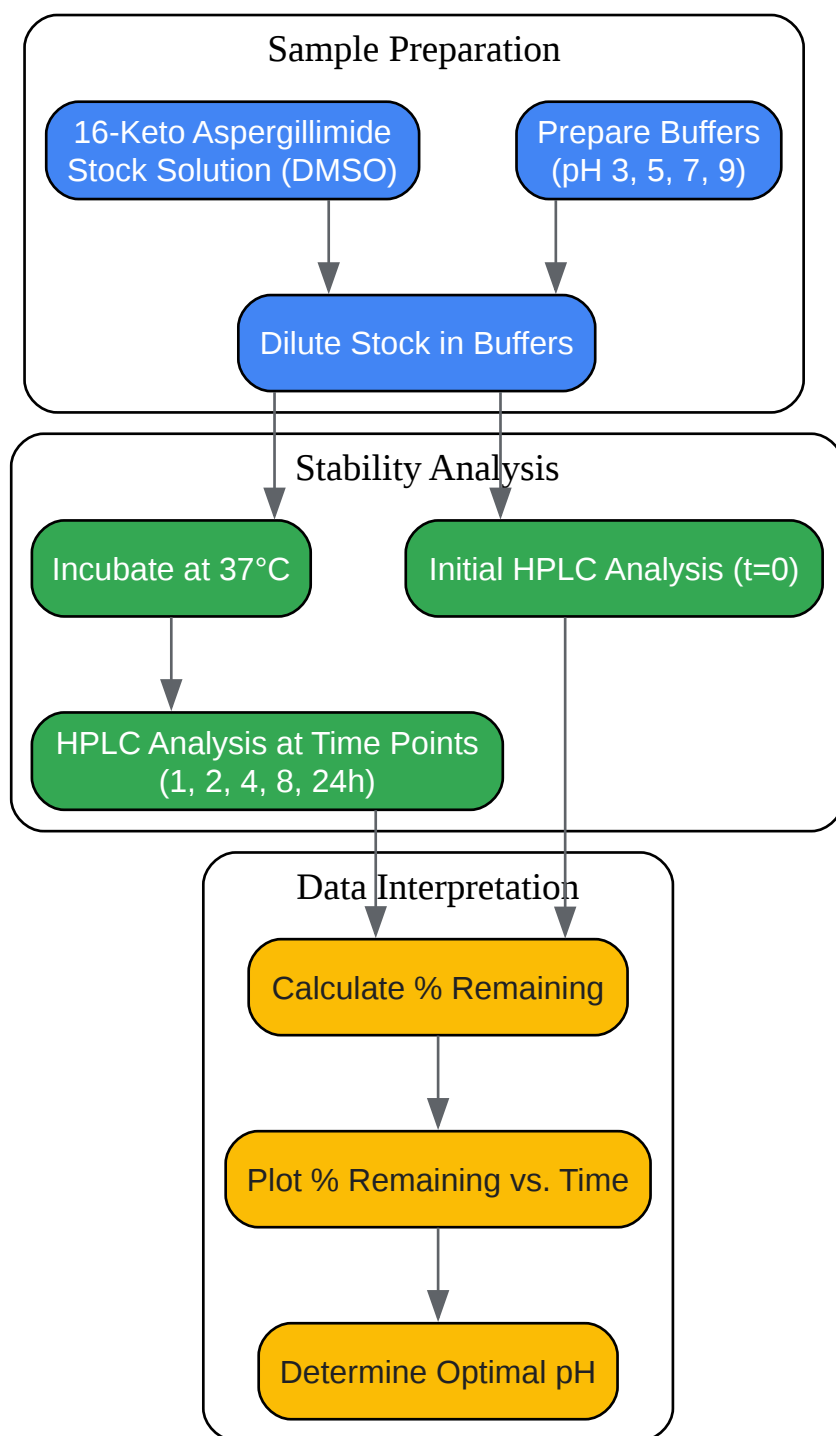 Sample Preparation
16-Keto Aspergillimide
Stock Solution (DMSO)
Prepare Buffers
(pH 3, 5, 7, 9)
Dilute Stock in Buffers
Stability Analysis
Incubate at 37°C
Initial HPLC Analysis (t=0)
HPLC Analysis at Time Points
(1, 2, 4, 8, 24h)
Data Interpretation
Calculate % Remaining
Plot % Remaining vs. Time
Determine Optimal pH